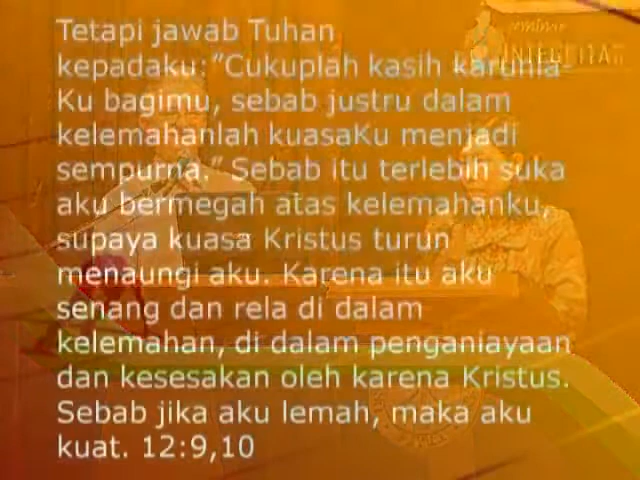 seminar
INTEGRITA
Tetapi jawab Tuhan
kepadaku:”Cukuplah kasih karunia-
Ku bagimu, sebab justru dalam
kelemahanlah kuasaKu menjadi
sempurna.” Sebab itu terlebih suka
aku bermegah atas kelemahanku,
supaya kuasa Kristus turun
menaungi aku. Karena itu aku
senang dan rela di dalam
kelemahan, di dalam penganiayaan
dan kesesakan oleh karena Kristus.
Sebab jika aku lemah, maka aku
kuat. 12:9,10